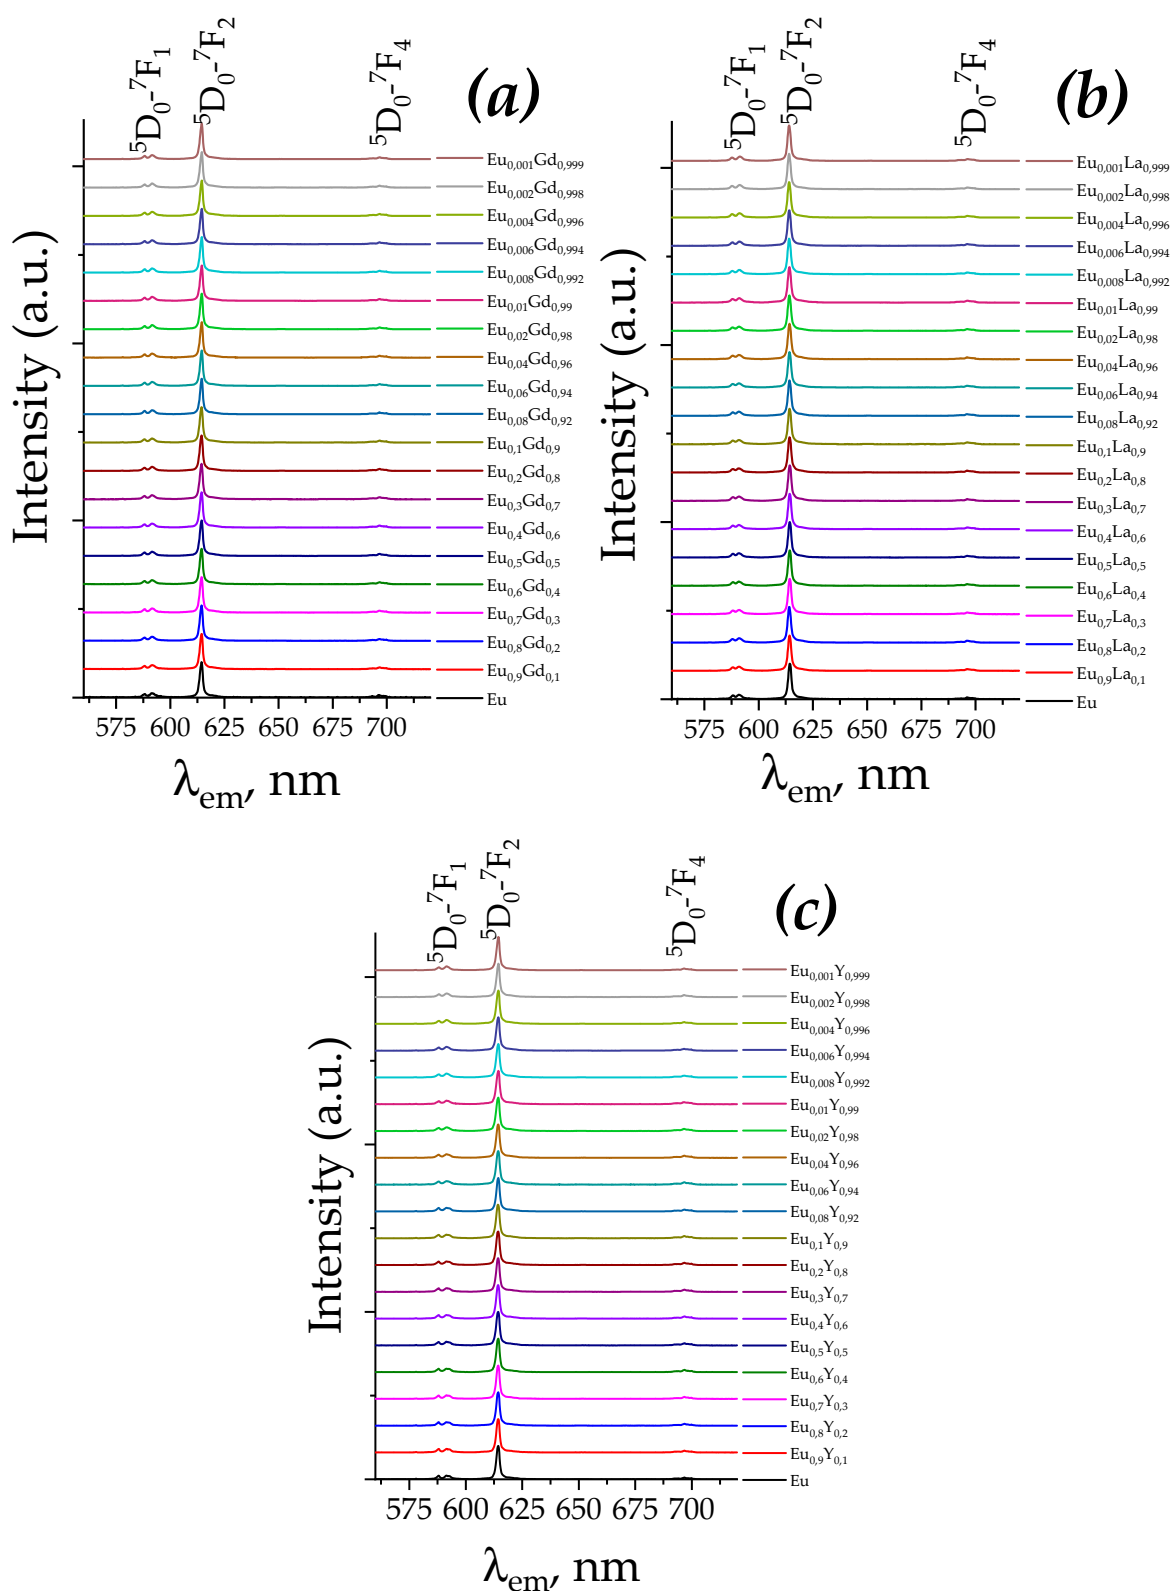 ⁵D₀-⁷F₁
⁵D₀-⁷F₂
⁵D₀-⁷F₄
(a)
Intensity (a.u.)
Eu₀,₀₀₁Gd₀,₉₉₉
Eu₀,₀₀₂Gd₀,₉₉₈
Eu₀,₀₀₄Gd₀,₉₉₆
Eu₀,₀₀₆Gd₀,₉₉₄
Eu₀,₀₀₈Gd₀,₉₉₂
Eu₀,₀₁Gd₀,₉₉
Eu₀,₀₂Gd₀,₉₈
Eu₀,₀₄Gd₀,₉₆
Eu₀,₀₆Gd₀,₉₄
Eu₀,₀₈Gd₀,₉₂
Eu₀,₁Gd₀,₉
Eu₀,₂Gd₀,₈
Eu₀,₃Gd₀,₇
Eu₀,₄Gd₀,₆
Eu₀,₅Gd₀,₅
Eu₀,₆Gd₀,₄
Eu₀,₇Gd₀,₃
Eu₀,₈Gd₀,₂
Eu₀,₉Gd₀,₁
Eu
575 600 625 650 675 700
λem, nm
⁵D₀-⁷F₁
⁵D₀-⁷F₂
⁵D₀-⁷F₄
(b)
Intensity (a.u.)
Eu₀,₀₀₁La₀,₉₉₉
Eu₀,₀₀₂La₀,₉₉₈
Eu₀,₀₀₄La₀,₉₉₆
Eu₀,₀₀₆La₀,₉₉₄
Eu₀,₀₀₈La₀,₉₉₂
Eu₀,₀₁La₀,₉₉
Eu₀,₀₂La₀,₉₈
Eu₀,₀₄La₀,₉₆
Eu₀,₀₆La₀,₉₄
Eu₀,₀₈La₀,₉₂
Eu₀,₁La₀,₉
Eu₀,₂La₀,₈
Eu₀,₃La₀,₇
Eu₀,₄La₀,₆
Eu₀,₅La₀,₅
Eu₀,₆La₀,₄
Eu₀,₇La₀,₃
Eu₀,₈La₀,₂
Eu₀,₉La₀,₁
Eu
575 600 625 650 675 700
λem, nm
⁵D₀-⁷F₁
⁵D₀-⁷F₂
⁵D₀-⁷F₄
(c)
Intensity (a.u.)
Eu₀,₀₀₁Y₀,₉₉₉
Eu₀,₀₀₂Y₀,₉₉₈
Eu₀,₀₀₄Y₀,₉₉₆
Eu₀,₀₀₆Y₀,₉₉₄
Eu₀,₀₀₈Y₀,₉₉₂
Eu₀,₀₁Y₀,₉₉
Eu₀,₀₂Y₀,₉₈
Eu₀,₀₄Y₀,₉₆
Eu₀,₀₆Y₀,₉₄
Eu₀,₀₈Y₀,₉₂
Eu₀,₁Y₀,₉
Eu₀,₂Y₀,₈
Eu₀,₃Y₀,₇
Eu₀,₄Y₀,₆
Eu₀,₅Y₀,₅
Eu₀,₆Y₀,₄
Eu₀,₇Y₀,₃
Eu₀,₈Y₀,₂
Eu₀,₉Y₀,₁
Eu
575 600 625 650 675 700
λem, nm